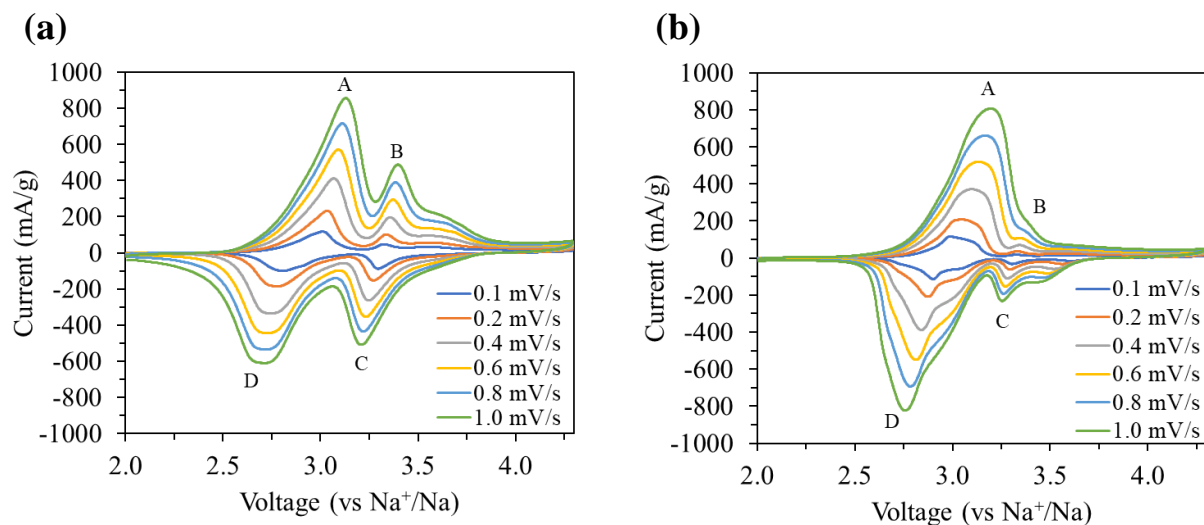 (a)
1000
800
600
400
200
0
-200
-400
-600
-800
-1000
2.0 2.5 3.0 3.5 4.0
Current (mA/g)
Voltage (vs Na⁺/Na)
A
B
C
D
0.1 mV/s
0.2 mV/s
0.4 mV/s
0.6 mV/s
0.8 mV/s
1.0 mV/s
(b)
1000
800
600
400
200
0
-200
-400
-600
-800
-1000
2.0 2.5 3.0 3.5 4.0
Current (mA/g)
Voltage (vs Na⁺/Na)
A
B
C
D
0.1 mV/s
0.2 mV/s
0.4 mV/s
0.6 mV/s
0.8 mV/s
1.0 mV/s